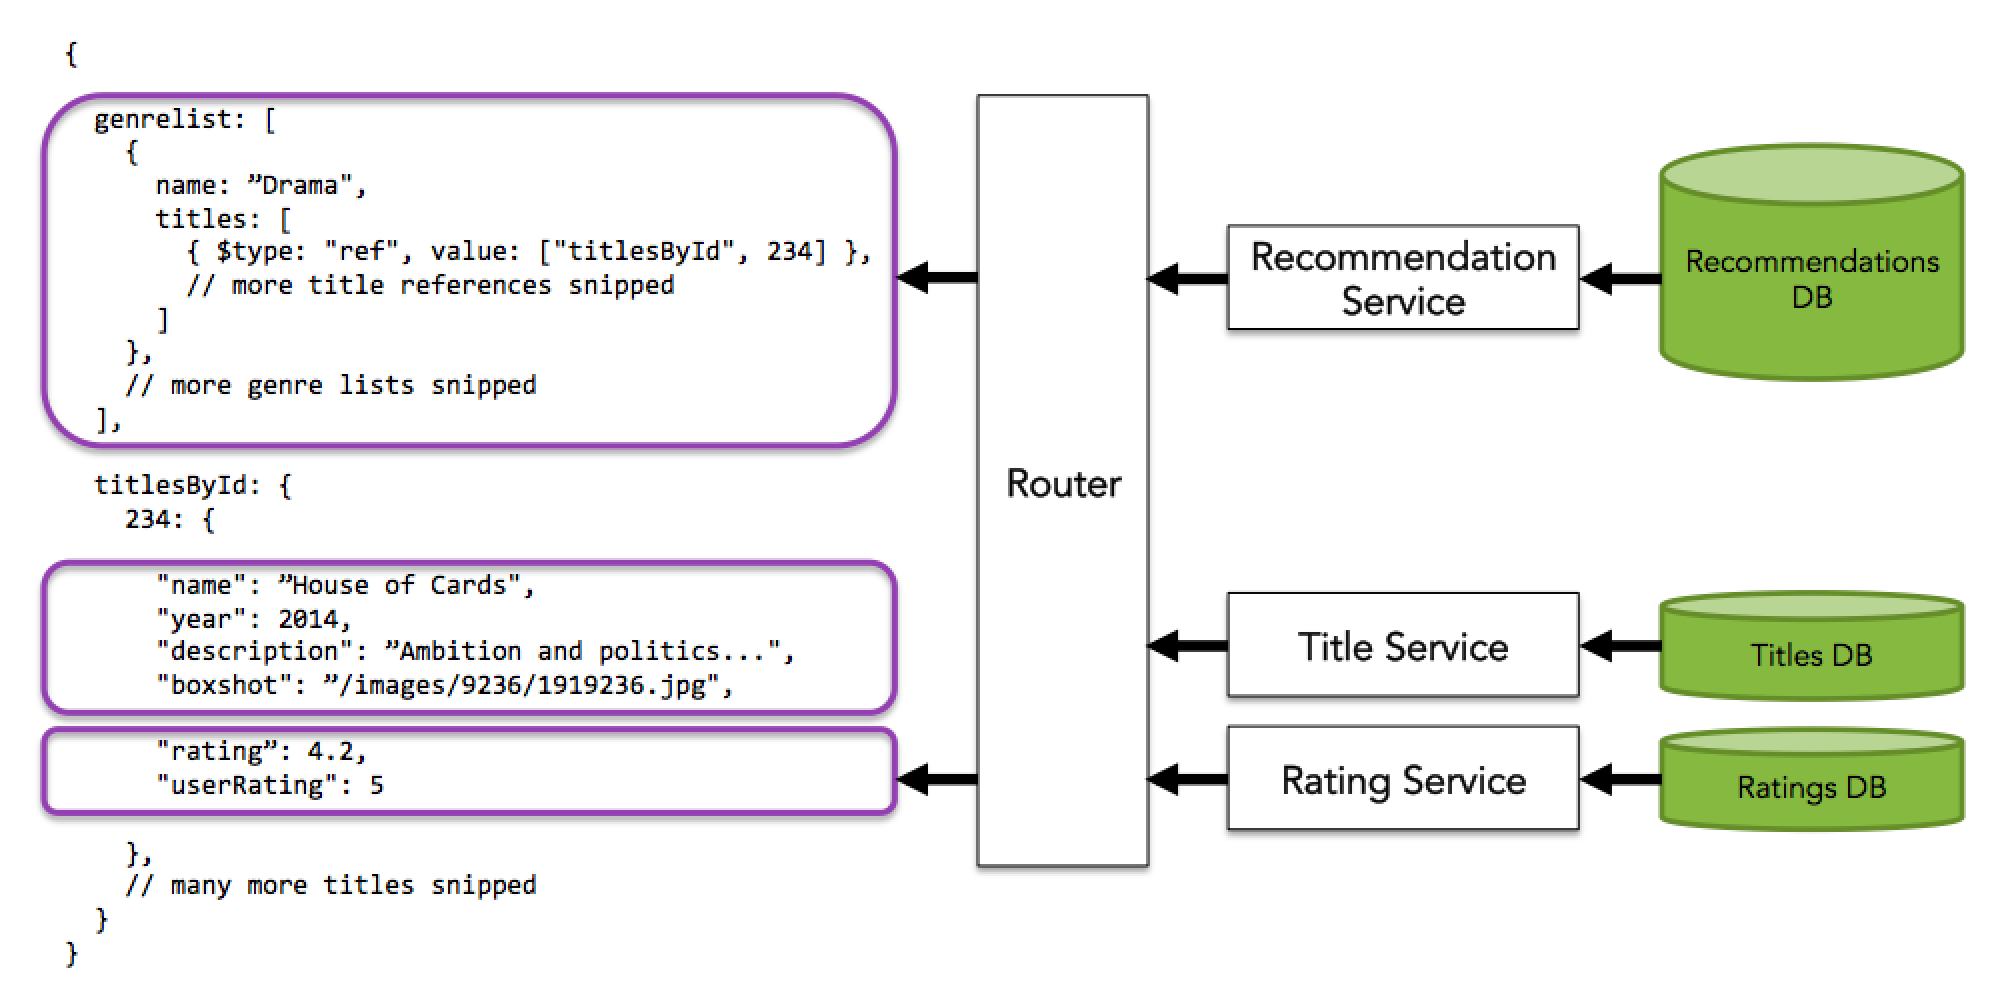 {
genrelist: [
{
name: ”Drama",
titles: [
{ $type: "ref", value: ["titlesById", 234] },
// more title references snipped
]
},
// more genre lists snipped
],
titlesById: {
234: {
"name": ”House of Cards",
"year": 2014,
"description": ”Ambition and politics...",
"boxshot": ”/images/9236/1919236.jpg",
"rating”: 4.2,
"userRating": 5
},
// many more titles snipped
}
}
Router
Recommendation
Service
Title Service
Rating Service
Recommendations
DB
Titles DB
Ratings DB